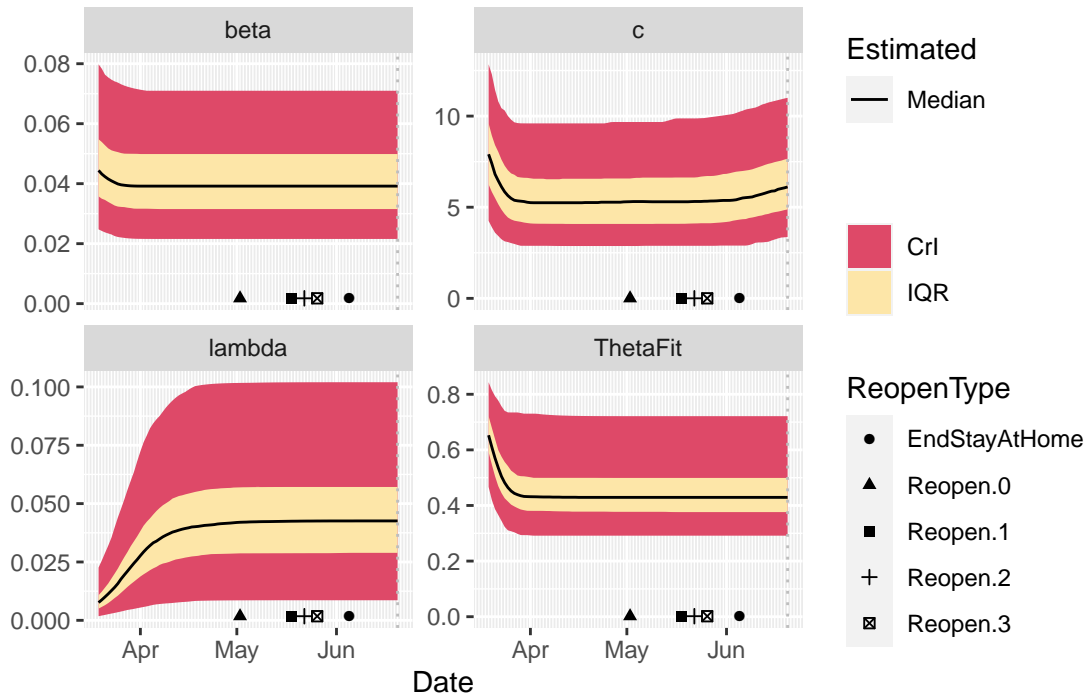 beta
c
0.08
0.06
0.04
0.02
0.00
10
5
0
lambda
ThetaFit
0.100
0.075
0.050
0.025
0.000
0.8
0.6
0.4
0.2
0.0
Apr
May
Jun
Apr
May
Jun
Date
Estimated
Median
CrI
IQR
ReopenType
EndStayAtHome
Reopen.0
Reopen.1
Reopen.2
Reopen.3